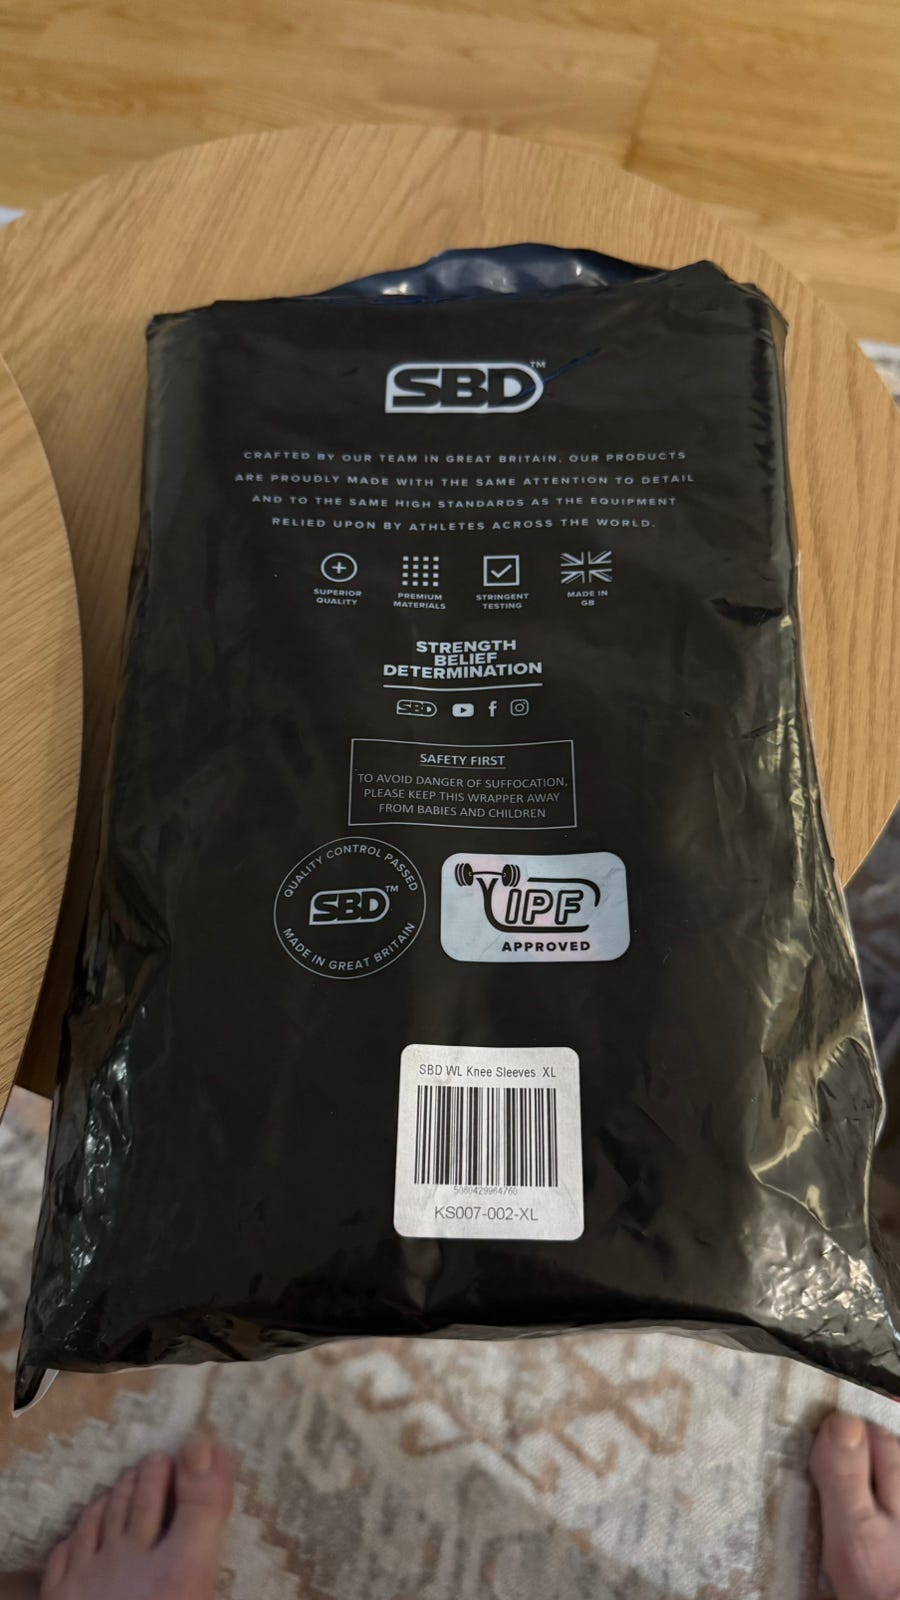 SBD™
CRAFTED BY OUR TEAM IN GREAT BRITAIN, OUR PRODUCTS
ARE PROUDLY MADE WITH THE SAME ATTENTION TO DETAIL
AND TO THE SAME HIGH STANDARDS AS THE EQUIPMENT
RELIED UPON BY ATHLETES ACROSS THE WORLD.
SUPERIOR
QUALITY
PREMIUM
MATERIALS
STRINGENT
TESTING
MADE IN
GB
STRENGTH
BELIEF
DETERMINATION
SBD f
SAFETY FIRST
TO AVOID DANGER OF SUFFOCATION,
PLEASE KEEP THIS WRAPPER AWAY
FROM BABIES AND CHILDREN
QUALITY CONTROL PASSED
SBD™
MADE IN GREAT BRITAIN
IPF
APPROVED
SBD WL Knee Sleeves XL
5060429964760
KS007-002-XL